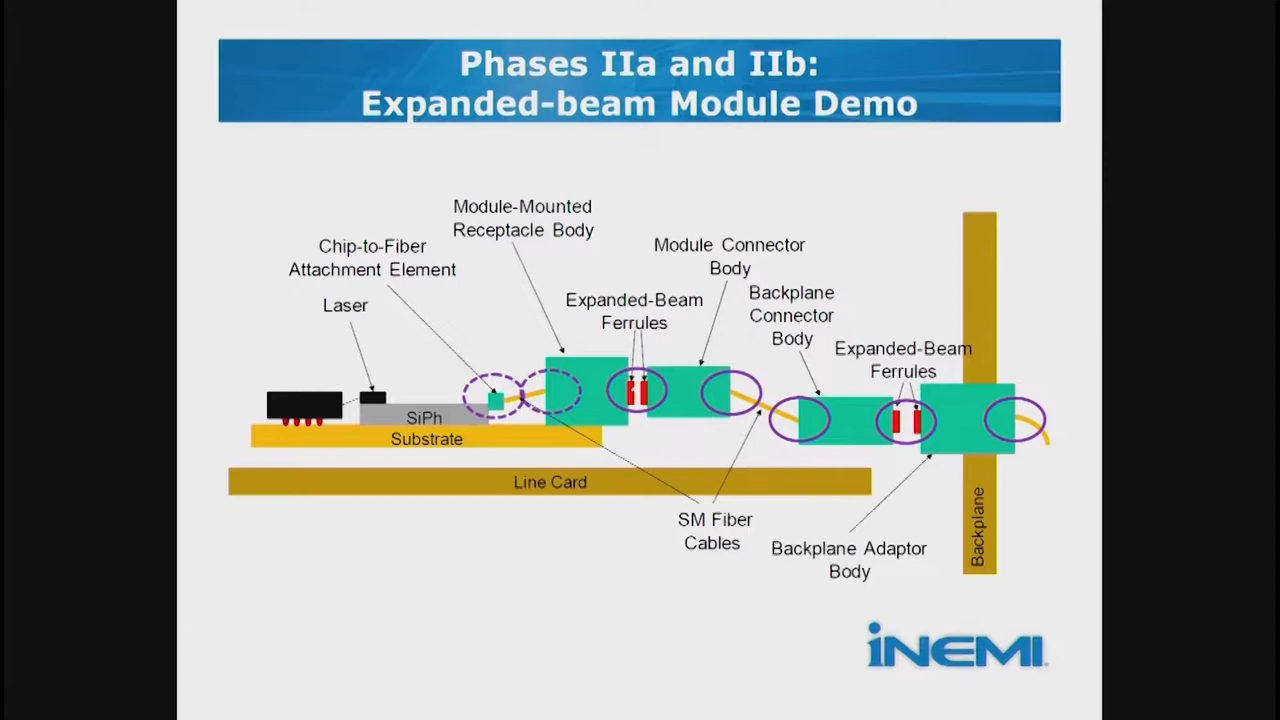 Phases IIa and IIb:
Expanded-beam Module Demo
Module-Mounted
Receptacle Body
Chip-to-Fiber
Attachment Element
Laser
Module Connector
Body
Expanded-Beam
Ferrules
Backplane
Connector
Body
Expanded-Beam
Ferrules
SiPh
Substrate
Line Card
SM Fiber
Cables
Backplane Adaptor
Body
Backplane
iNEMI